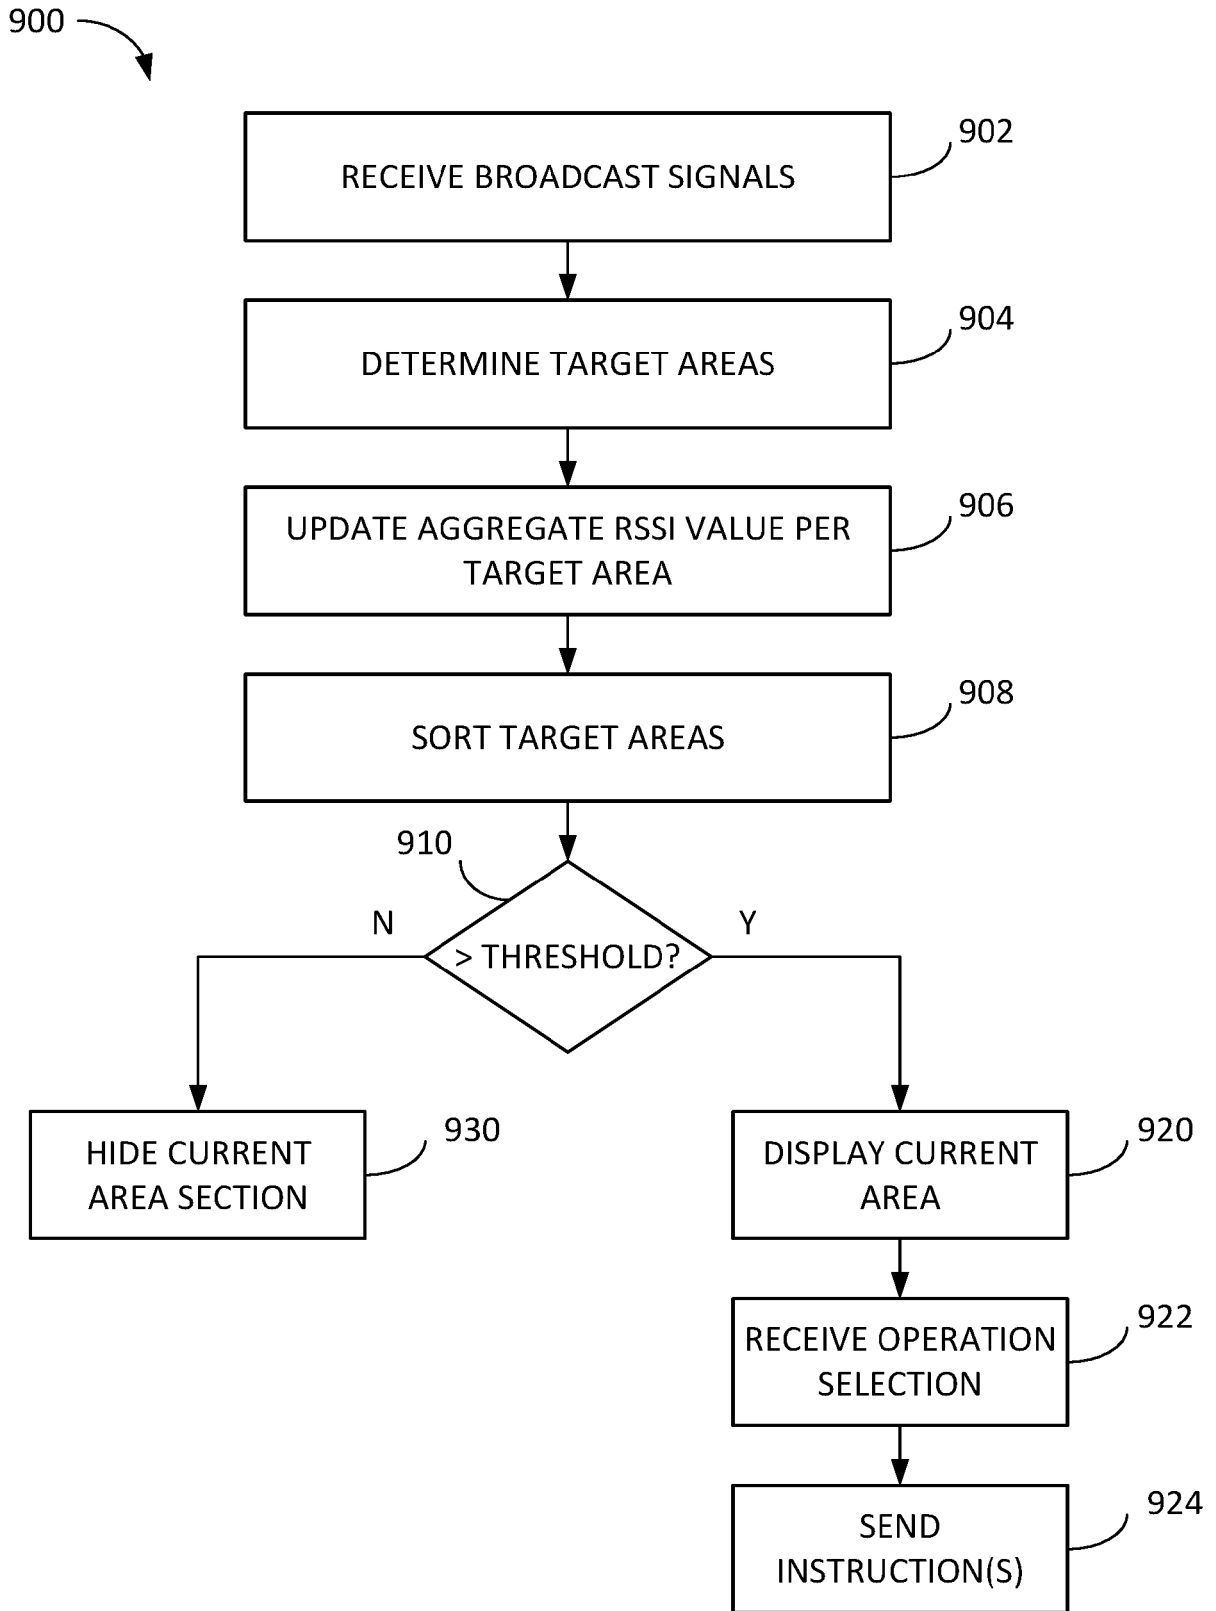 900
902
RECEIVE BROADCAST SIGNALS
904
DETERMINE TARGET AREAS
906
UPDATE AGGREGATE RSSI VALUE PER
TARGET AREA
908
SORT TARGET AREAS
910
N
Y
> THRESHOLD?
930
HIDE CURRENT
AREA SECTION
920
DISPLAY CURRENT
AREA
922
RECEIVE OPERATION
SELECTION
924
SEND
INSTRUCTION(S)